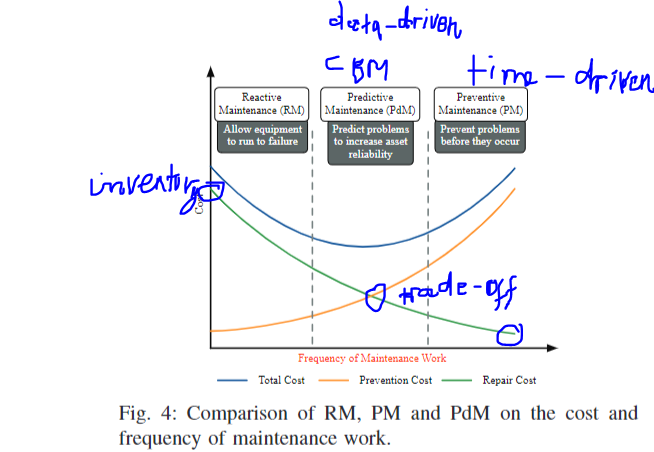 data-driven
CBM
time-driven
Reactive
Maintenance (RM)
Predictive
Maintenance (PdM)
Preventive
Maintenance (PM)
Allow equipment
to run to failure
Predict problems
to increase asset
reliability
Prevent problems
before they occur
inventory
Cost
trade-off
Frequency of Maintenance Work
Total Cost
Prevention Cost
Repair Cost
Fig. 4: Comparison of RM, PM and PdM on the cost and
frequency of maintenance work.